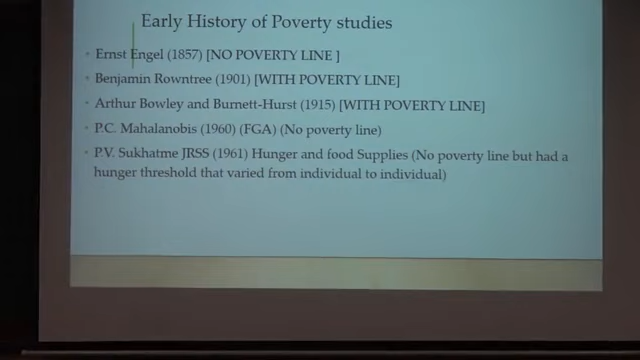 Early History of Poverty studies
Ernst Engel (1857) [NO POVERTY LINE ]
Benjamin Rowntree (1901) [WITH POVERTY LINE]
Arthur Bowley and Burnett-Hurst (1915) [WITH POVERTY LINE]
P.C. Mahalanobis (1960) (FGA) (No poverty line)
P.V. Sukhatme JRSS (1961) Hunger and food Supplies (No poverty line but had a
hunger threshold that varied from individual to individual)